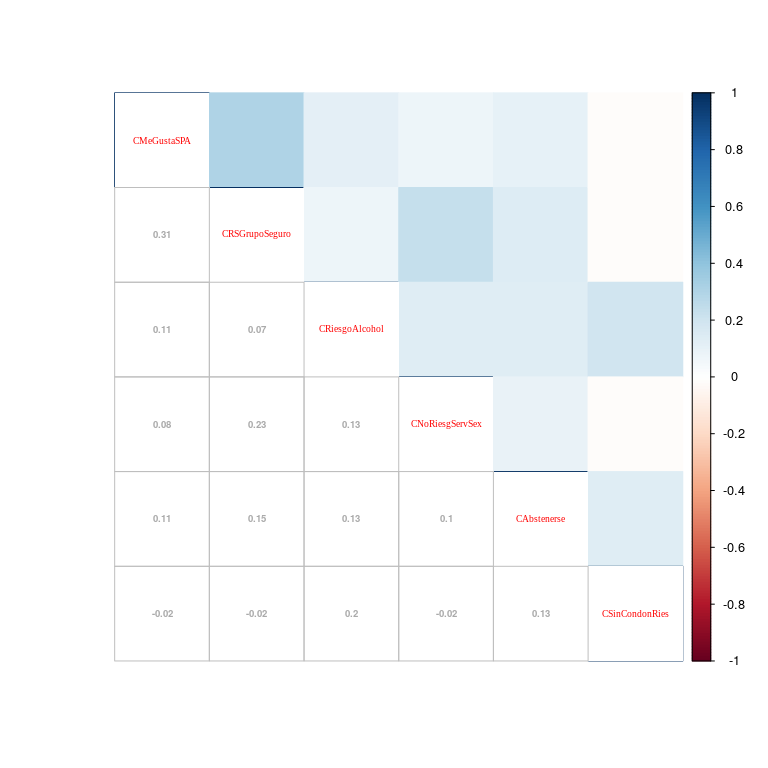 CMeGustaSPA
0.31 CRSGrupoSeguro
0.11 0.07 CRiesgoAlcohol
0.08 0.23 0.13 CNoRiesgServSex
0.11 0.15 0.13 0.1 CAbstenerse
-0.02 -0.02 0.2 -0.02 0.13 CSinCondonRies
1
0.8
0.6
0.4
0.2
0
-0.2
-0.4
-0.6
-0.8
-1